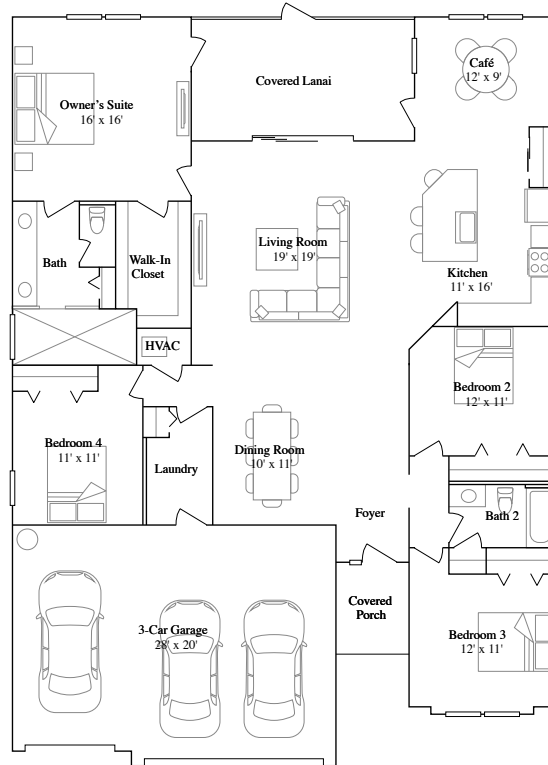 Covered Lanai
Café
12' x 9'
Owner's Suite
16' x 16'
Living Room
19' x 19'
Bath
Walk-In
Closet
Kitchen
11' x 16'
HVAC
Bedroom 2
12' x 11'
Bedroom 4
11' x 11'
Dining Room
10' x 11'
Laundry
Foyer
Bath 2
Covered
Porch
3-Car Garage
28' x 20'
Bedroom 3
12' x 11'